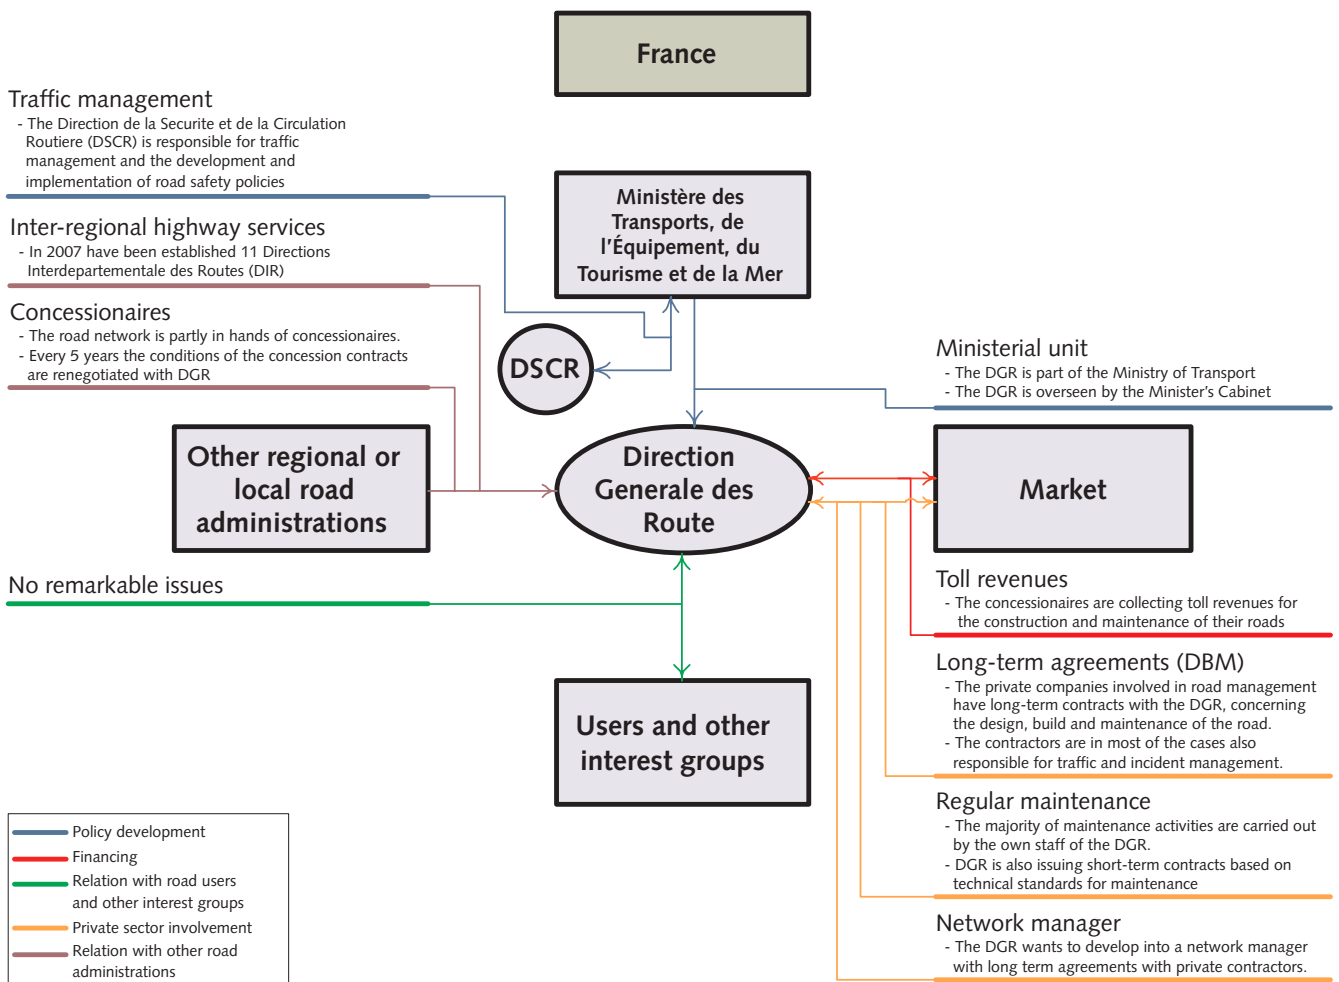 France
Traffic management
- The Direction de la Securite et de la Circulation
Routiere (DSCR) is responsible for traffic
management and the development and
implementation of road safety policies
Inter-regional highway services
- In 2007 have been established 11 Directions
Interdepartementale des Routes (DIR)
Concessionaires
- The road network is partly in hands of concessionaires.
- Every 5 years the conditions of the concession contracts
are renegotiated with DGR
Ministère des
Transports, de
l'Équipement, du
Tourisme et de la Mer
DSCR
Ministerial unit
- The DGR is part of the Ministry of Transport
- The DGR is overseen by the Minister's Cabinet
Other regional or
local road
administrations
Direction
Generale des
Route
Market
No remarkable issues
Toll revenues
- The concessionaires are collecting toll revenues for
the construction and maintenance of their roads
Long-term agreements (DBM)
- The private companies involved in road management
have long-term contracts with the DGR, concerning
the design, build and maintenance of the road.
- The contractors are in most of the cases also
responsible for traffic and incident management.
Users and other
interest groups
Regular maintenance
- The majority of maintenance activities are carried out
by the own staff of the DGR.
- DGR is also issuing short-term contracts based on
technical standards for maintenance
Network manager
- The DGR wants to develop into a network manager
with long term agreements with private contractors.
Policy development
Financing
Relation with road users
and other interest groups
Private sector involvement
Relation with other road
administrations